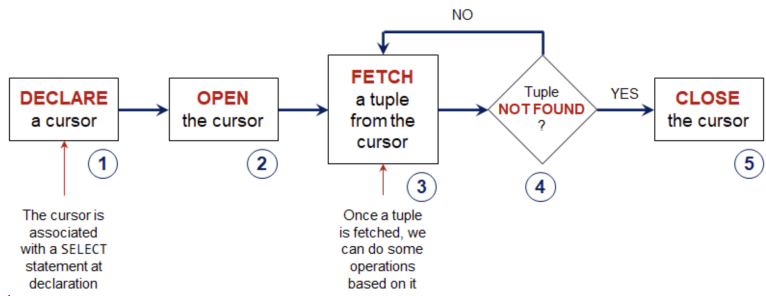 NO
DECLARE
a cursor
OPEN
the cursor
FETCH
a tuple
from the
cursor
Tuple
NOT FOUND
?
YES
CLOSE
the cursor
1
2
3
4
5
The cursor is
associated
with a SELECT
statement at
declaration
Once a tuple
is fetched, we
can do some
operations
based on it